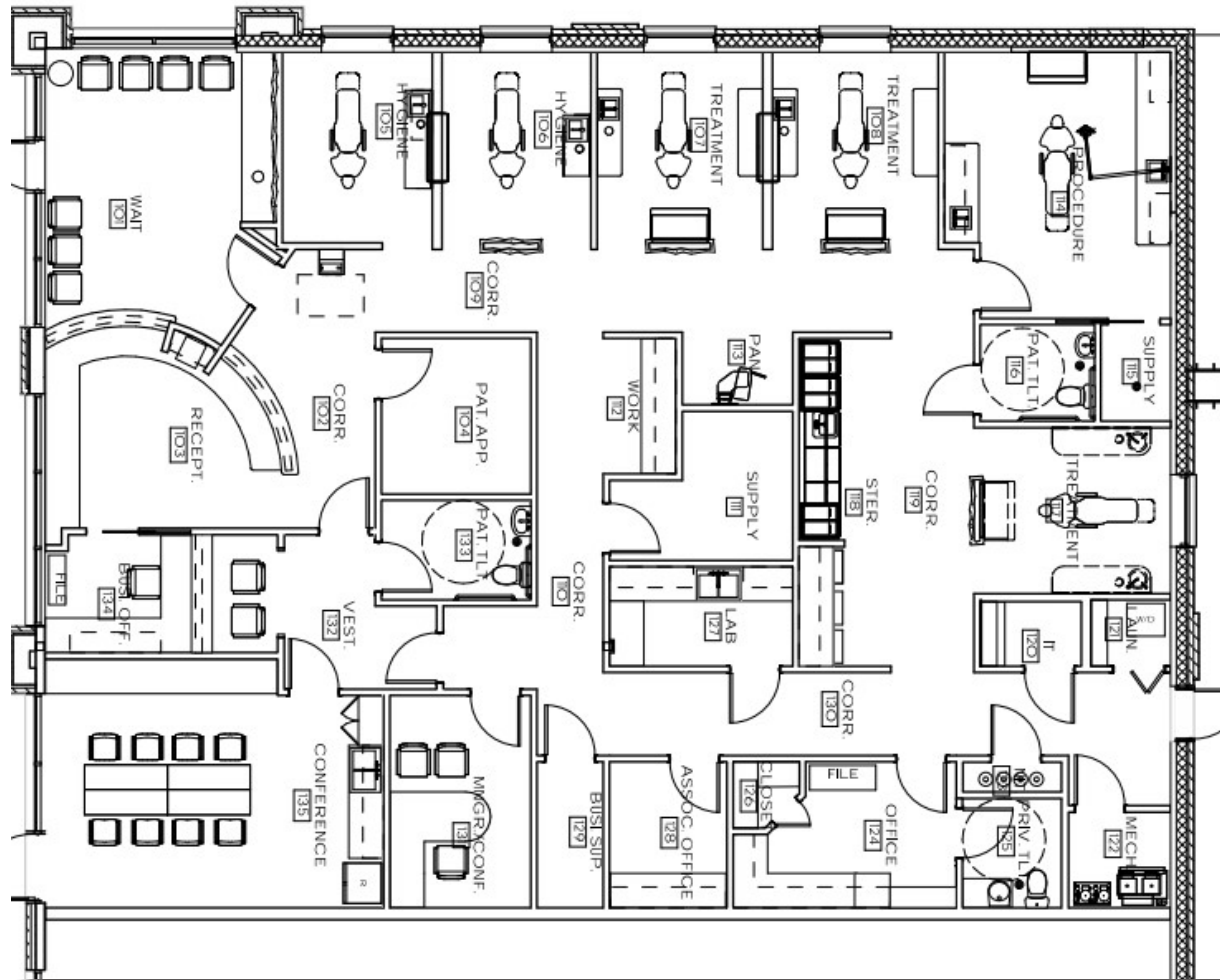 HYGIENE
105
HYGIENE
106
TREATMENT
107
TREATMENT
108
PROCEDURE
114
WAIT
101
CORR.
109
PAN
113
SUPPLY
115
PAT. TLT.
116
CORR.
102
PAT. APP.
104
WORK
112
RECEPT.
103
SUPPLY
111
STER.
118
CORR.
119
TREATMENT
117
PAT. TLT.
133
CORR.
110
LAB
127
FILE
BUSI. OFF.
134
VEST.
132
IT
120
LAUN.
121
W/D
CORR.
130
CONFERENCE
135
R
MNGR./CONF.
BUSI SUP.
129
ASSOC. OFFICE
128
CLOSET
126
FILE
OFFICE
124
PRIV. TLT.
125
MECH.
122